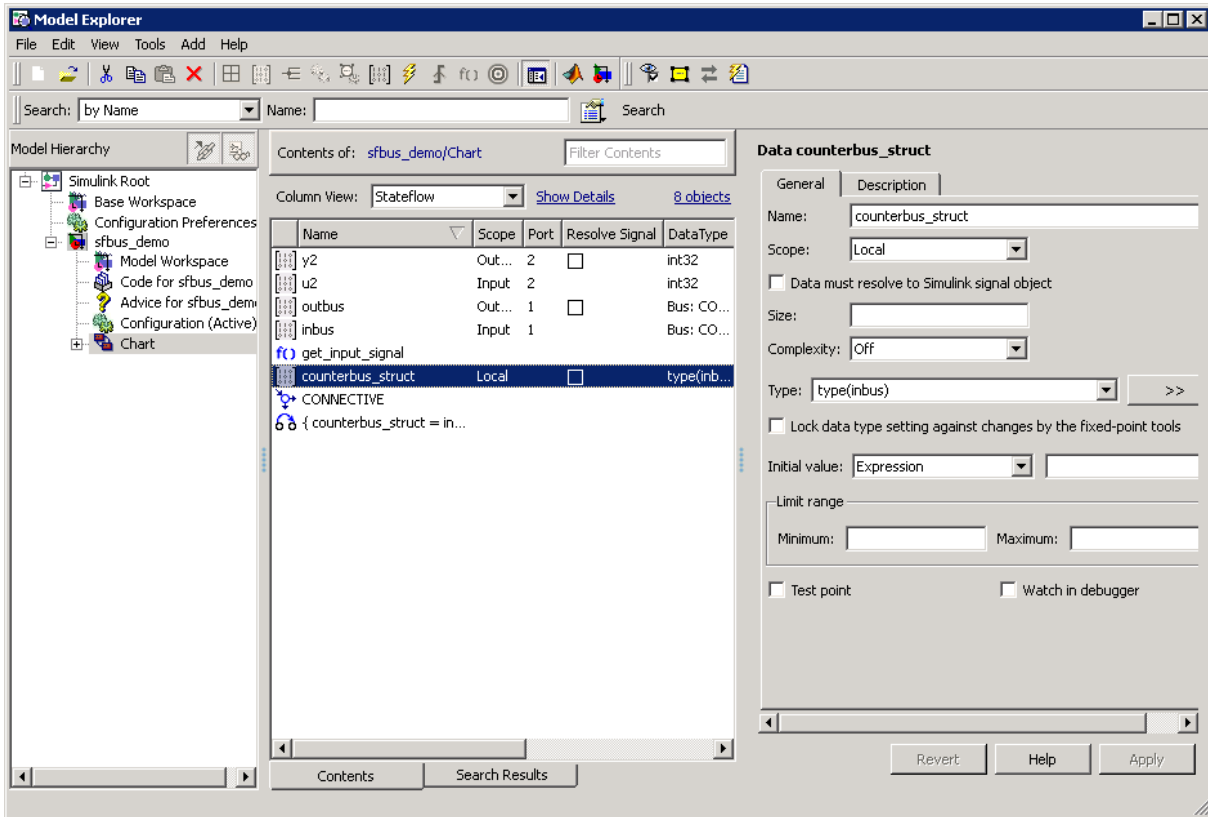 Model Explorer
File Edit View Tools Add Help
Search: by Name Name: Search
Model Hierarchy
Simulink Root
Base Workspace
Configuration Preferences
sfbus_demo
Model Workspace
Code for sfbus_demo
Advice for sfbus_dem
Configuration (Active)
Chart
Contents of: sfbus_demo/Chart Filter Contents
Column View: Stateflow Show Details 8 objects
Name Scope Port Resolve Signal DataType
y2 Out... 2 int32
u2 Input 2 int32
outbus Out... 1 Bus: CO...
inbus Input 1 Bus: CO...
f() get_input_signal
counterbus_struct Local type(inb...
CONNECTIVE
{ counterbus_struct = in...
Contents Search Results
Data counterbus_struct
General Description
Name: counterbus_struct
Scope: Local
Data must resolve to Simulink signal object
Size:
Complexity: Off
Type: type(inbus) >>
Lock data type setting against changes by the fixed-point tools
Initial value: Expression
Limit range
Minimum: Maximum:
Test point Watch in debugger
Revert Help Apply